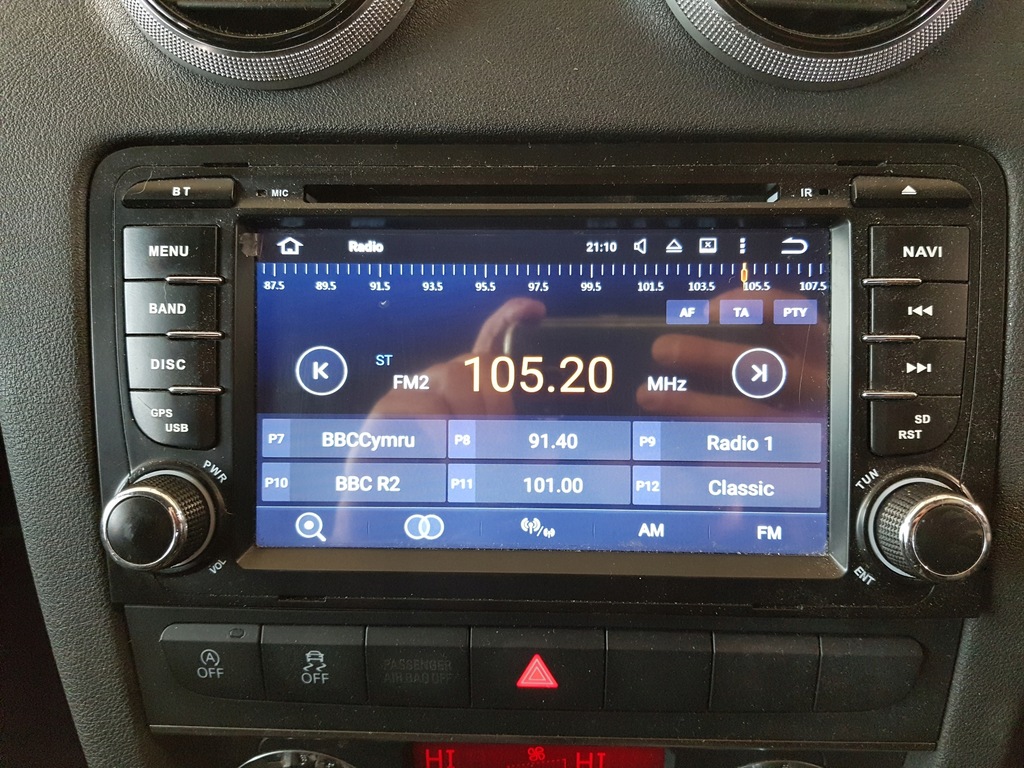 BT MIC IR
MENU NAVI
BAND
DISC
GPS
USB
SD
RST
PWR
VOL
TUN
ENT
Radio 21:10
87.5 89.5 91.5 93.5 95.5 97.5 99.5 101.5 103.5 105.5 107.5
AF TA PTY
ST
FM2 105.20 MHz
P7 BBCCymru P8 91.40 P9 Radio 1
P10 BBC R2 P11 101.00 P12 Classic
AM FM
A
OFF
OFF
PASSENGER
AIR BAG OFF
HI HI